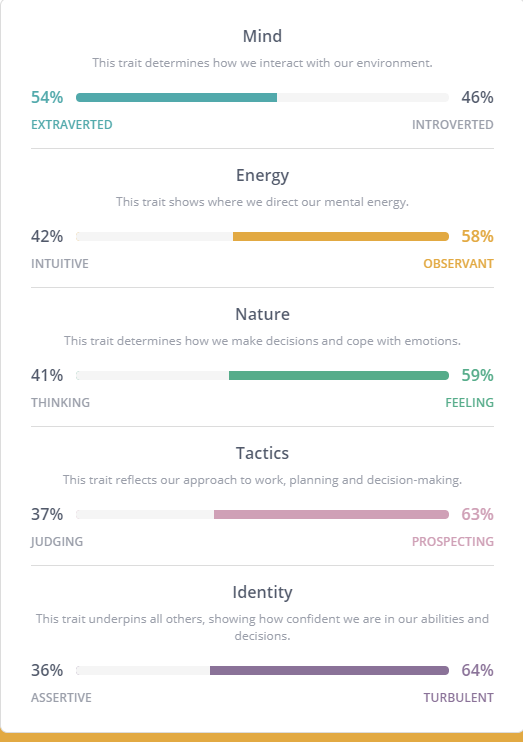 Mind
This trait determines how we interact with our environment.
54% 46%
EXTRAVERTED INTROVERTED
Energy
This trait shows where we direct our mental energy.
42% 58%
INTUITIVE OBSERVANT
Nature
This trait determines how we make decisions and cope with emotions.
41% 59%
THINKING FEELING
Tactics
This trait reflects our approach to work, planning and decision-making.
37% 63%
JUDGING PROSPECTING
Identity
This trait underpins all others, showing how confident we are in our abilities and
decisions.
36% 64%
ASSERTIVE TURBULENT